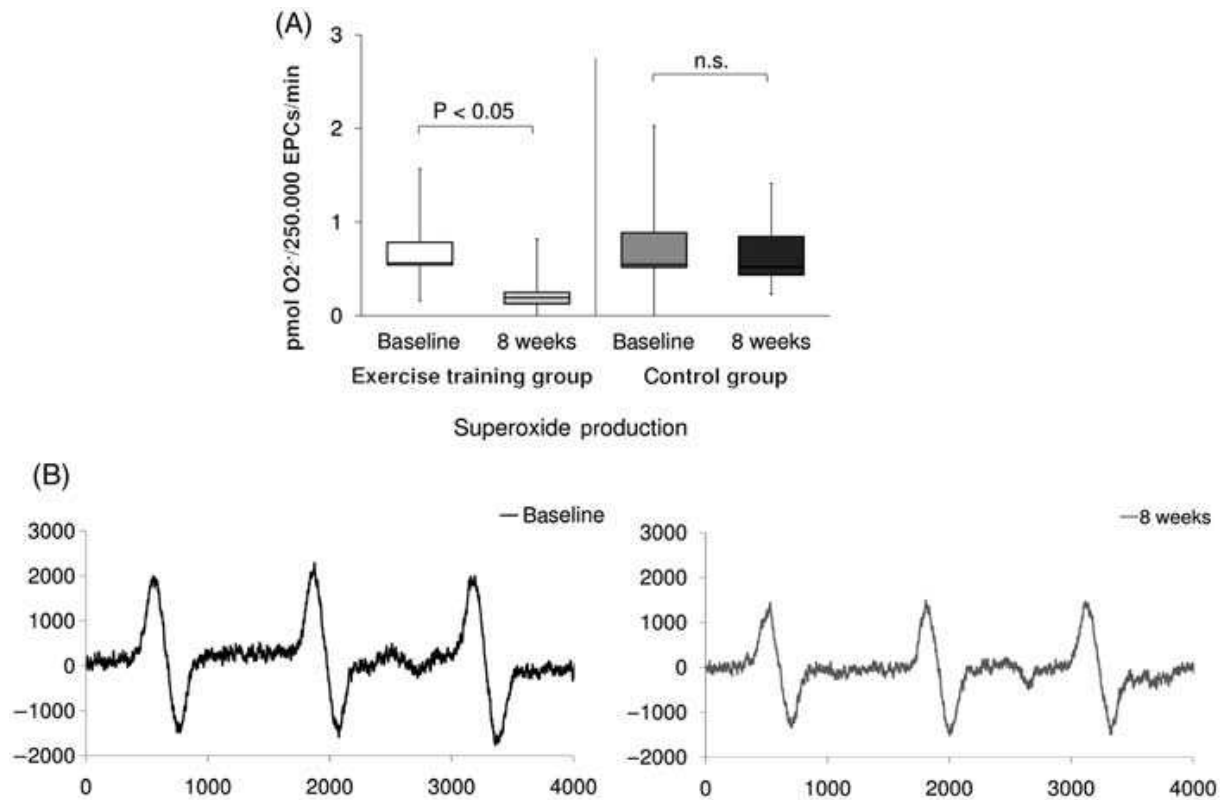 (A)
pmol O2·-/250.000 EPCs/min
3
2
1
0
P < 0.05
n.s.
Baseline 8 weeks Baseline 8 weeks
Exercise training group Control group
Superoxide production
(B)
Baseline
3000
2000
1000
0
−1000
−2000
0 1000 2000 3000 4000
8 weeks
3000
2000
1000
0
−1000
−2000
0 1000 2000 3000 4000